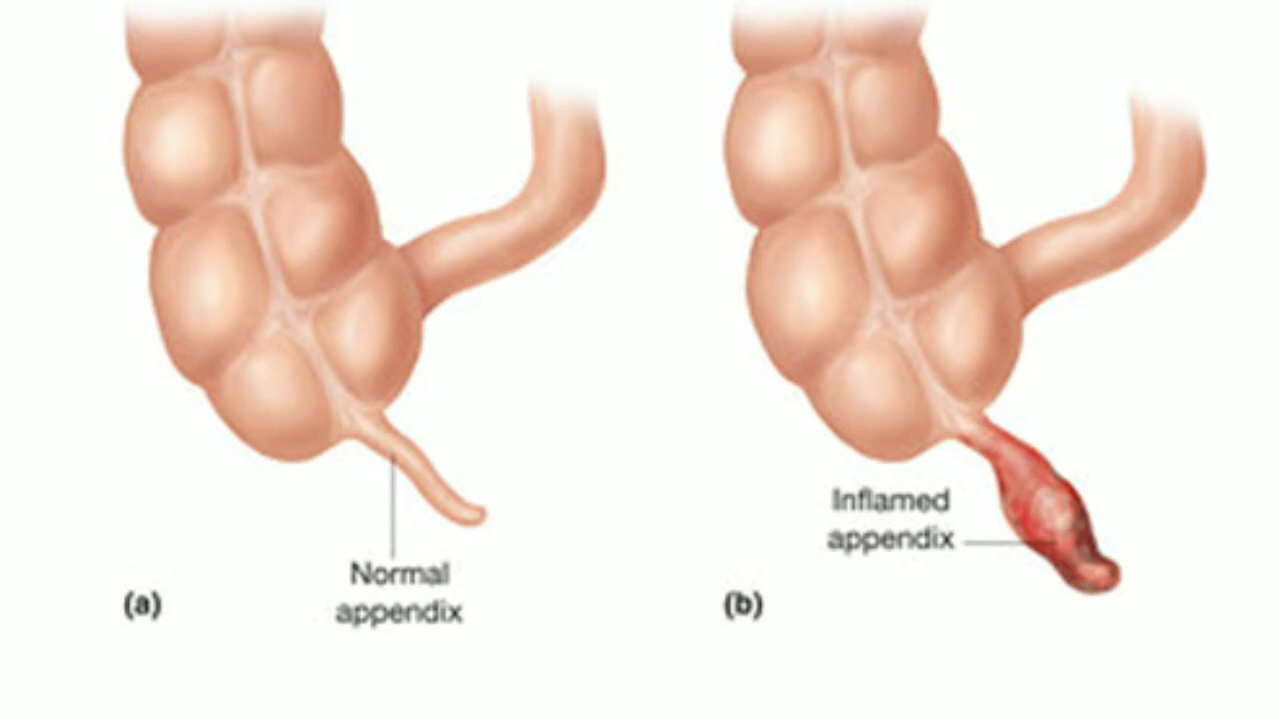 Normal
appendix
(a)
Inflamed
appendix
(b)